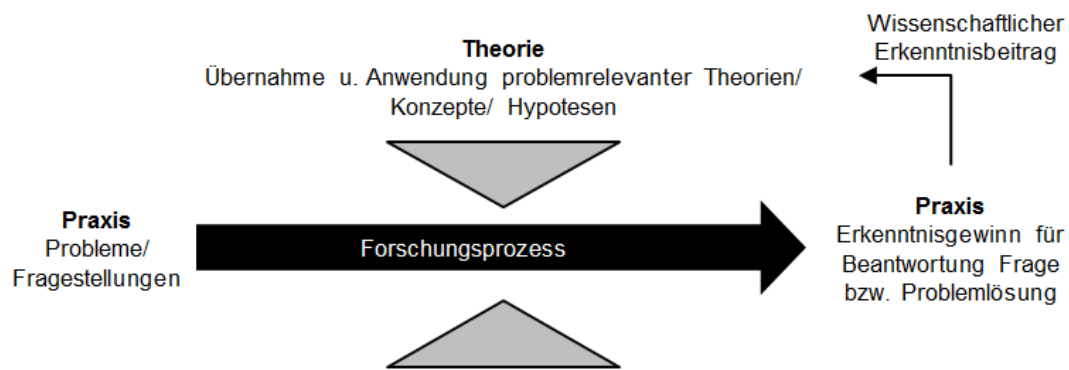 Wissenschaftlicher
Erkenntnisbeitrag
Theorie
Übernahme u. Anwendung problemrelevanter Theorien/
Konzepte/ Hypotesen
Praxis
Probleme/
Fragestellungen
Forschungsprozess
Praxis
Erkenntnisgewinn für
Beantwortung Frage
bzw. Problemlösung